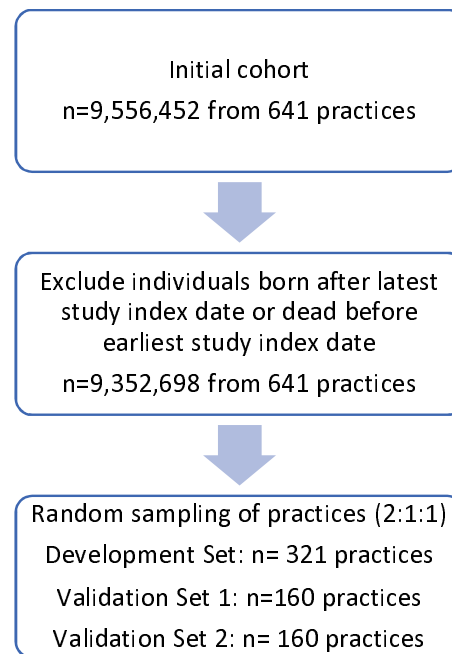 Initial cohort
n=9,556,452 from 641 practices
Exclude individuals born after latest
study index date or dead before
earliest study index date
n=9,352,698 from 641 practices
Random sampling of practices (2:1:1)
Development Set: n= 321 practices
Validation Set 1: n=160 practices
Validation Set 2: n= 160 practices